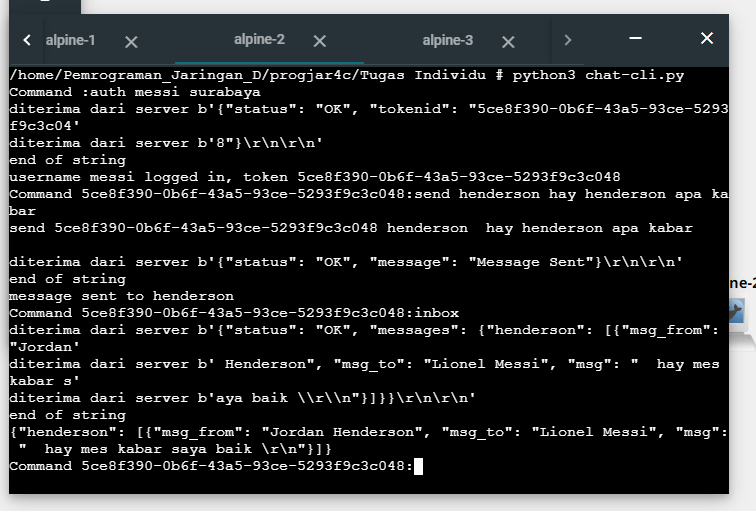 alpine-1
alpine-2
alpine-3
/home/Pemrograman_Jaringan_D/progjar4c/Tugas Individu # python3 chat-cli.py
Command :auth messi surabaya
diterima dari server b'{"status": "OK", "tokenid": "5ce8f390-0b6f-43a5-93ce-5293
f9c3c04'
diterima dari server b'8"}\r\n\r\n'
end of string
username messi logged in, token 5ce8f390-0b6f-43a5-93ce-5293f9c3c048
Command 5ce8f390-0b6f-43a5-93ce-5293f9c3c048:send henderson hay henderson apa ka
bar
send 5ce8f390-0b6f-43a5-93ce-5293f9c3c048 henderson  hay henderson apa kabar
diterima dari server b'{"status": "OK", "message": "Message Sent"}\r\n\r\n'
end of string
message sent to henderson
Command 5ce8f390-0b6f-43a5-93ce-5293f9c3c048:inbox
diterima dari server b'{"status": "OK", "messages": {"henderson": [{"msg_from":
"Jordan'
diterima dari server b' Henderson", "msg_to": "Lionel Messi", "msg": "  hay mes
kabar s'
diterima dari server b'aya baik \\r\\n"}]}}\r\n\r\n'
end of string
{"henderson": [{"msg_from": "Jordan Henderson", "msg_to": "Lionel Messi", "msg":
 "  hay mes kabar saya baik \r\n"}]}
Command 5ce8f390-0b6f-43a5-93ce-5293f9c3c048:
ne-2